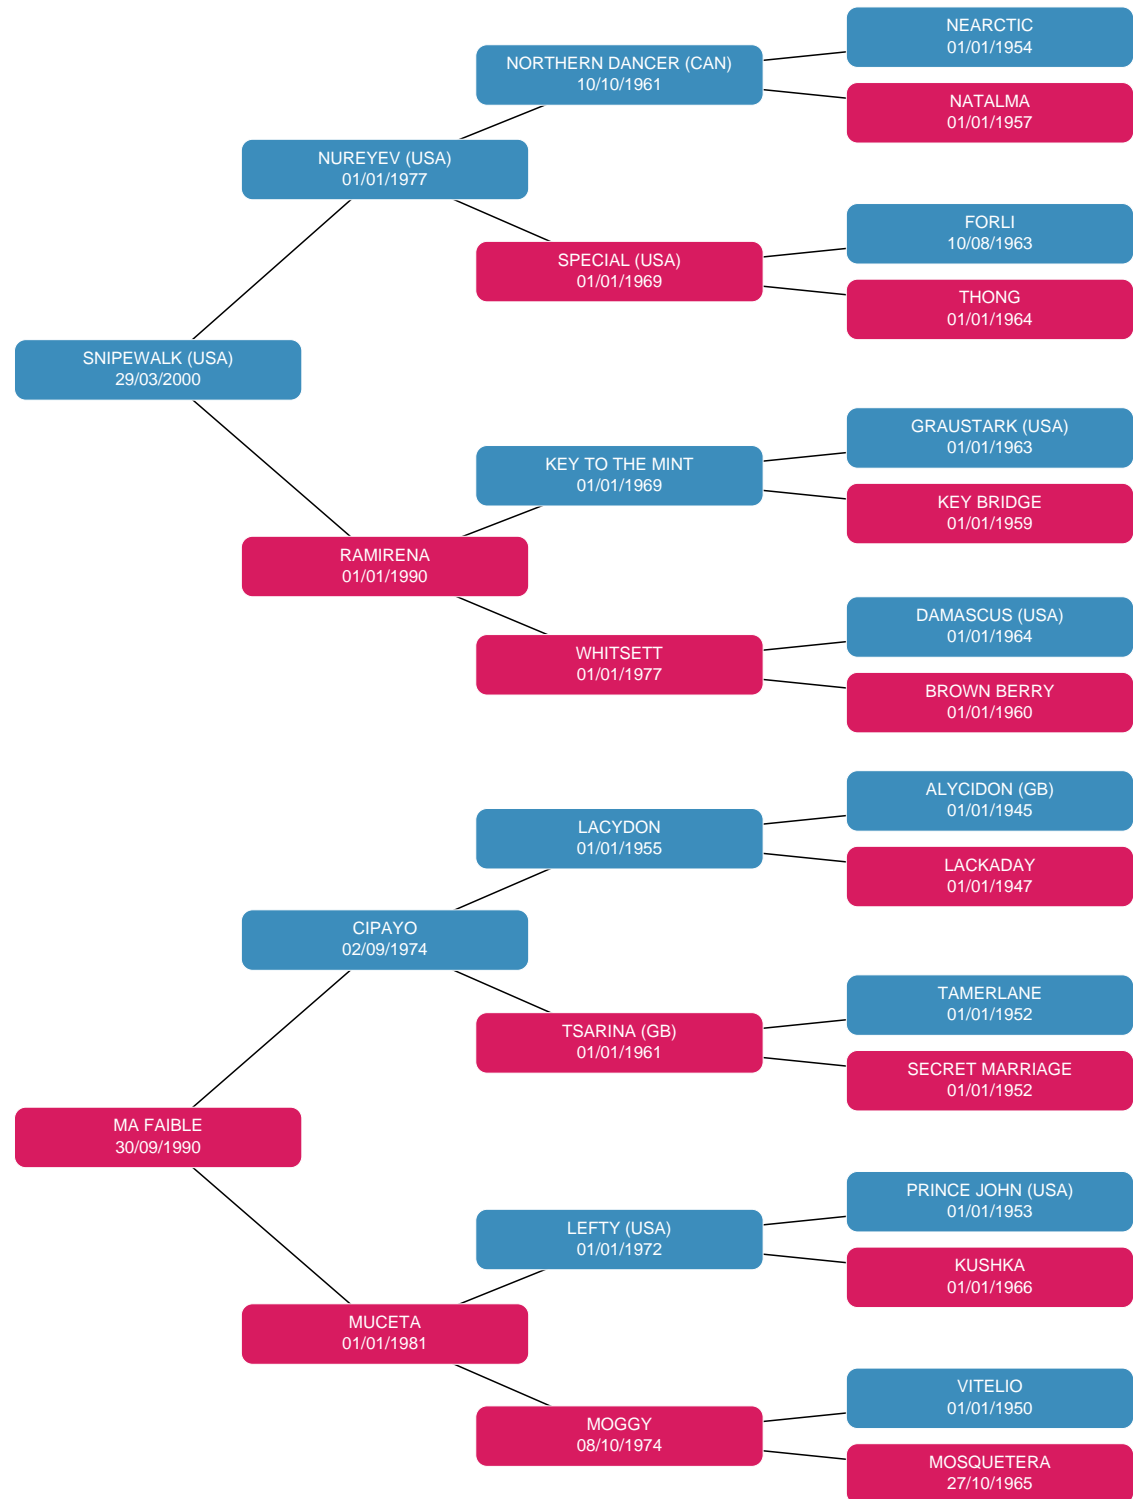 NEARCTIC
01/01/1954
NORTHERN DANCER (CAN)
10/10/1961
NATALMA
01/01/1957
NUREYEV (USA)
01/01/1977
FORLI
10/08/1963
SPECIAL (USA)
01/01/1969
THONG
01/01/1964
SNIPEWALK (USA)
29/03/2000
GRAUSTARK (USA)
01/01/1963
KEY TO THE MINT
01/01/1969
KEY BRIDGE
01/01/1959
RAMIRENA
01/01/1990
DAMASCUS (USA)
01/01/1964
WHITSETT
01/01/1977
BROWN BERRY
01/01/1960
ALYCIDON (GB)
01/01/1945
LACYDON
01/01/1955
LACKADAY
01/01/1947
CIPAYO
02/09/1974
TAMERLANE
01/01/1952
TSARINA (GB)
01/01/1961
SECRET MARRIAGE
01/01/1952
MA FAIBLE
30/09/1990
PRINCE JOHN (USA)
01/01/1953
LEFTY (USA)
01/01/1972
KUSHKA
01/01/1966
MUCETA
01/01/1981
VITELIO
01/01/1950
MOGGY
08/10/1974
MOSQUETERA
27/10/1965